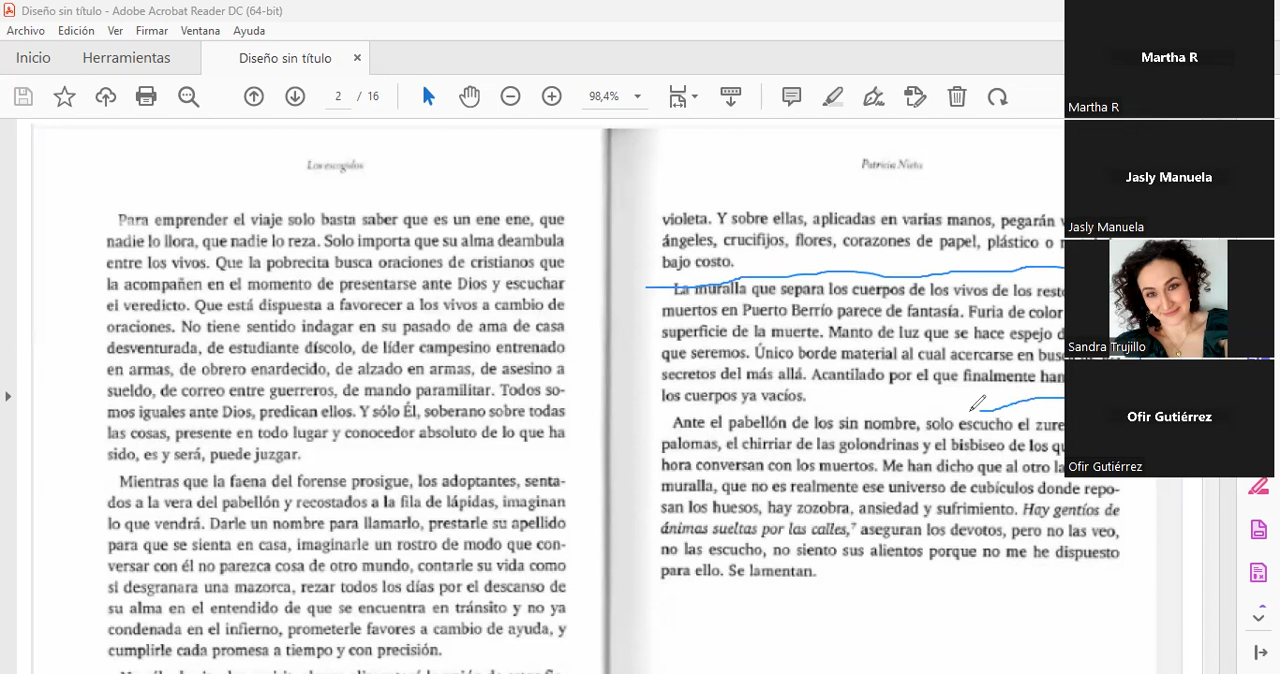 Diseño sin título - Adobe Acrobat Reader DC (64-bit)
Archivo Edición Ver Firmar Ventana Ayuda
Inicio Herramientas Diseño sin título ×
2 / 16 98,4%
Los escogidos
Para emprender el viaje solo basta saber que es un ene ene, que
nadie lo llora, que nadie lo reza. Solo importa que su alma deambula
entre los vivos. Que la pobrecita busca oraciones de cristianos que
la acompañen en el momento de presentarse ante Dios y escuchar
el veredicto. Que está dispuesta a favorecer a los vivos a cambio de
oraciones. No tiene sentido indagar en su pasado de ama de casa
desventurada, de estudiante díscolo, de líder campesino entrenado
en armas, de obrero enardecido, de alzado en armas, de asesino a
sueldo, de correo entre guerreros, de mando paramilitar. Todos so-
mos iguales ante Dios, predican ellos. Y sólo Él, soberano sobre todas
las cosas, presente en todo lugar y conocedor absoluto de lo que ha
sido, es y será, puede juzgar.
Mientras que la faena del forense prosigue, los adoptantes, senta-
dos a la vera del pabellón y recostados a la fila de lápidas, imaginan
lo que vendrá. Darle un nombre para llamarlo, prestarle su apellido
para que se sienta en casa, imaginarle un rostro de modo que con-
versar con él no parezca cosa de otro mundo, contarle su vida como
si desgranara una mazorca, rezar todos los días por el descanso de
su alma en el entendido de que se encuentra en tránsito y no ya
condenada en el infierno, prometerle favores a cambio de ayuda, y
cumplirle cada promesa a tiempo y con precisión.
Patricia Nieto
violeta. Y sobre ellas, aplicadas en varias manos, pegarán
ángeles, crucifijos, flores, corazones de papel, plástico o
bajo costo.
La muralla que separa los cuerpos de los vivos de los
muertos en Puerto Berrío parece de fantasía. Furia de color
superficie de la muerte. Manto de luz que se hace espejo
que seremos. Único borde material al cual acercarse en
secretos del más allá. Acantilado por el que finalmente
los cuerpos ya vacíos.
Ante el pabellón de los sin nombre, solo escucho el
palomas, el chirriar de las golondrinas y el bisbiseo de los
hora conversan con los muertos. Me han dicho que al otro
muralla, que no es realmente ese universo de cubículos donde repo-
san los huesos, hay zozobra, ansiedad y sufrimiento. Hay gentíos de
ánimas sueltas por las calles,⁷ aseguran los devotos, pero no las veo,
no las escucho, no siento sus alientos porque no me he dispuesto
para ello. Se lamentan.
Martha R
Martha R
Jasly Manuela
Jasly Manuela
Sandra Trujillo
Ofir Gutiérrez
Ofir Gutiérrez